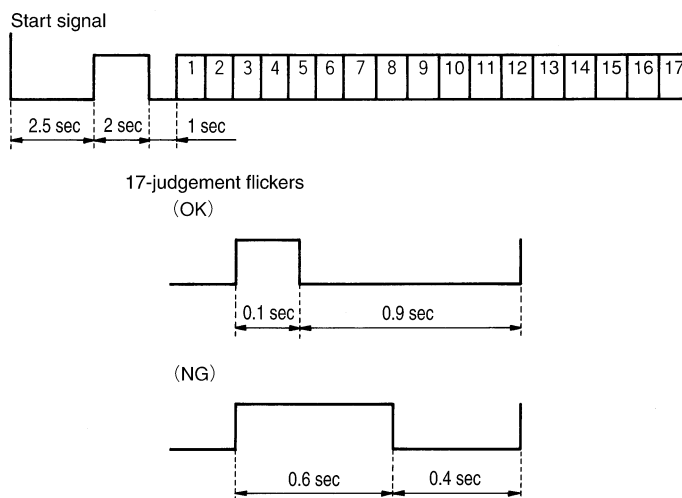 Start signal
1 2 3 4 5 6 7 8 9 10 11 12 13 14 15 16 17
2.5 sec 2 sec 1 sec
17-judgement flickers
(OK)
0.1 sec 0.9 sec
(NG)
0.6 sec 0.4 sec